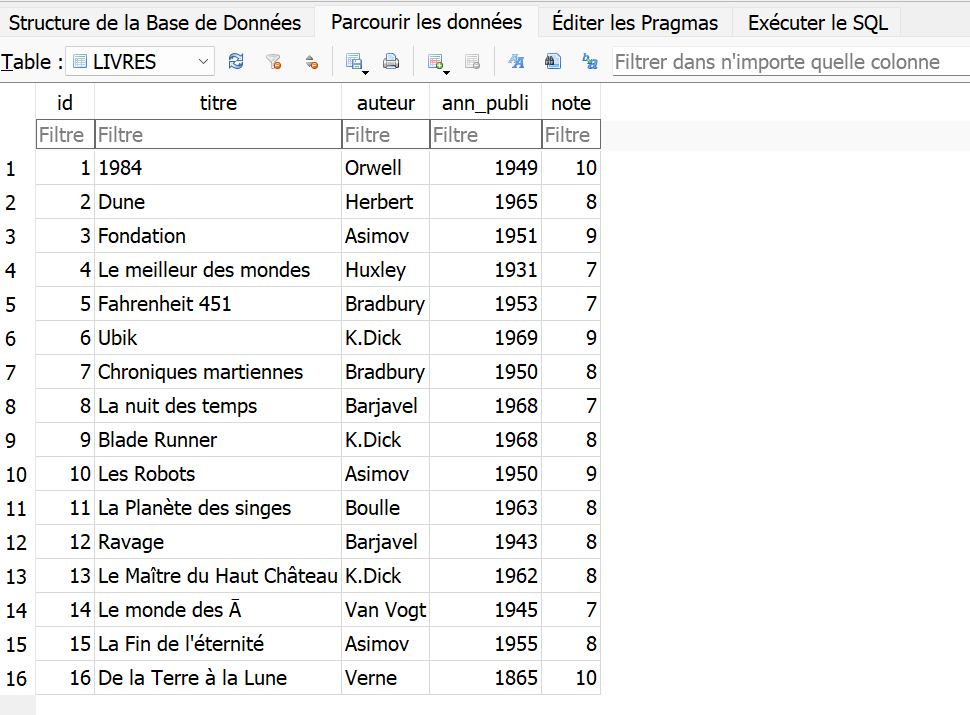 Structure de la Base de Données Parcourir les données Éditer les Pragmas Exécuter le SQL
Table : LIVRES Filtrer dans n'importe quelle colonne
id titre auteur ann_publi note
Filtre Filtre Filtre Filtre Filtre
1 1 1984 Orwell 1949 10
2 2 Dune Herbert 1965 8
3 3 Fondation Asimov 1951 9
4 4 Le meilleur des mondes Huxley 1931 7
5 5 Fahrenheit 451 Bradbury 1953 7
6 6 Ubik K.Dick 1969 9
7 7 Chroniques martiennes Bradbury 1950 8
8 8 La nuit des temps Barjavel 1968 7
9 9 Blade Runner K.Dick 1968 8
10 10 Les Robots Asimov 1950 9
11 11 La Planète des singes Boulle 1963 8
12 12 Ravage Barjavel 1943 8
13 13 Le Maître du Haut Château K.Dick 1962 8
14 14 Le monde des Ā Van Vogt 1945 7
15 15 La Fin de l'éternité Asimov 1955 8
16 16 De la Terre à la Lune Verne 1865 10